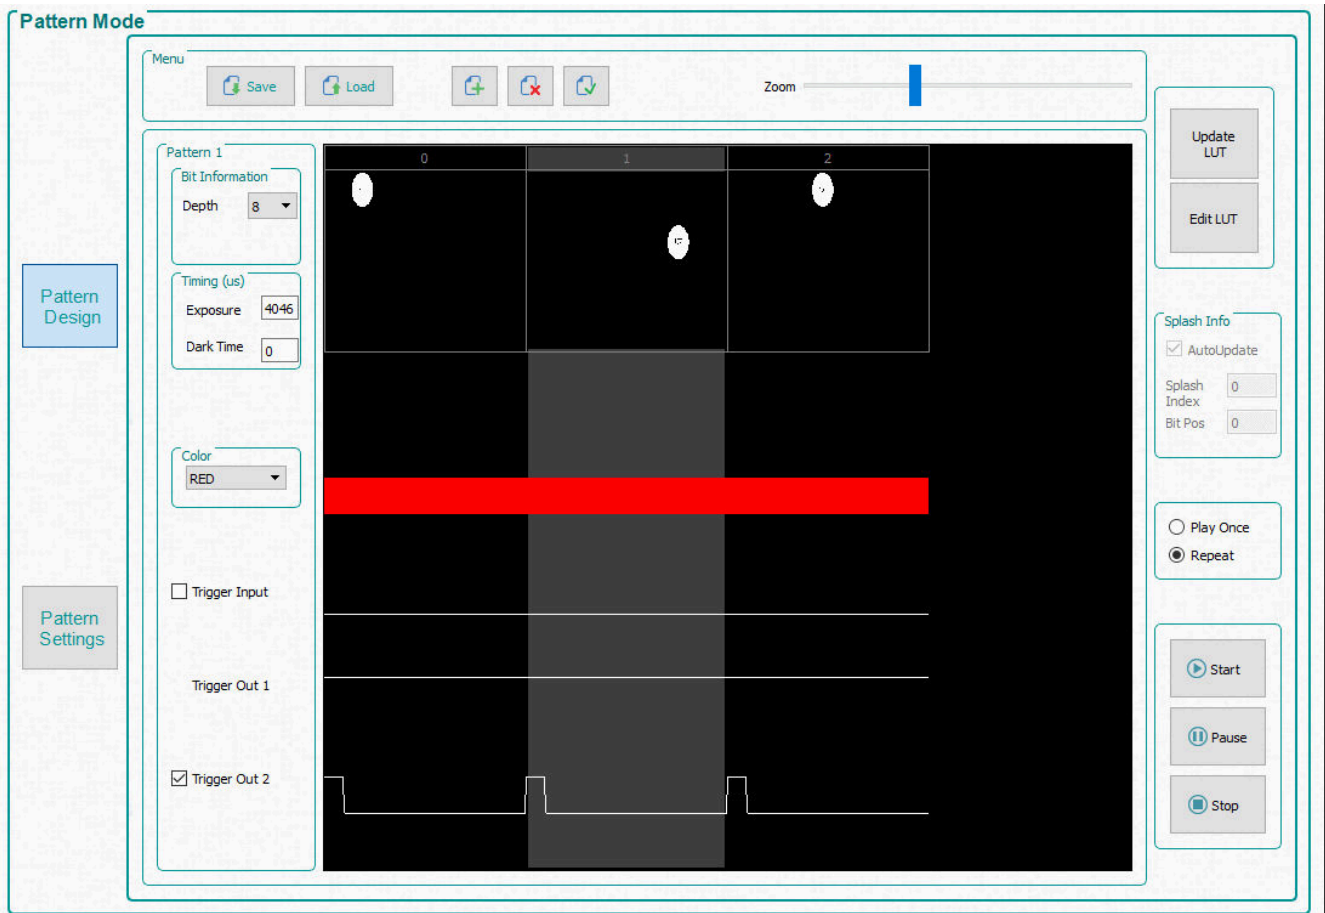 Pattern Mode
Menu
Save
Load
Zoom
Update
LUT
Edit LUT
Pattern 1
Bit Information
Depth 8
Timing (us)
Exposure 4046
Dark Time 0
Color
RED
Trigger Input
Trigger Out 1
Trigger Out 2
0 1 2
Pattern
Design
Pattern
Settings
Splash Info
AutoUpdate
Splash
Index 0
Bit Pos 0
Play Once
Repeat
Start
Pause
Stop